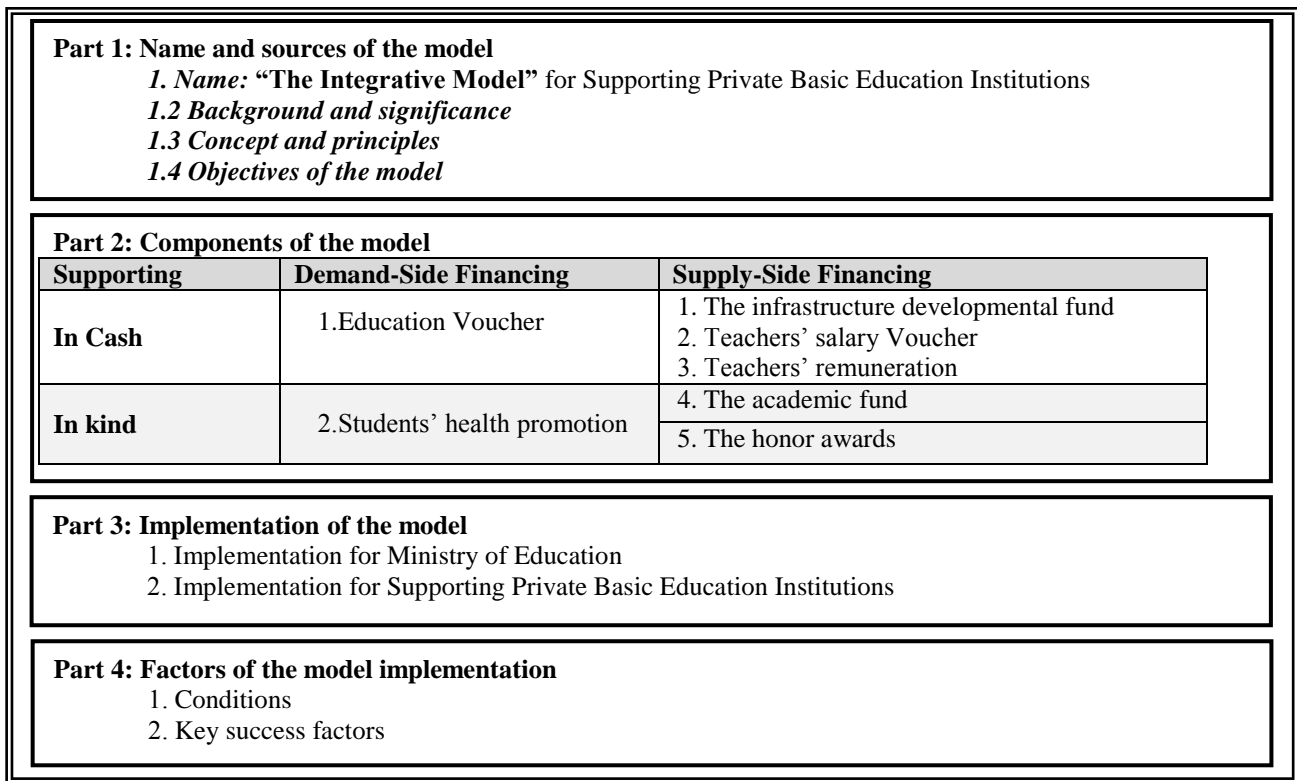 Part 1: Name and sources of the model
1. Name: “The Integrative Model” for Supporting Private Basic Education Institutions
1.2 Background and significance
1.3 Concept and principles
1.4 Objectives of the model
Part 2: Components of the model
Supporting Demand-Side Financing Supply-Side Financing
In Cash
1.Education Voucher
1. The infrastructure developmental fund
2. Teachers’ salary Voucher
3. Teachers’ remuneration
In kind
2.Students’ health promotion
4. The academic fund
5. The honor awards
Part 3: Implementation of the model
1. Implementation for Ministry of Education
2. Implementation for Supporting Private Basic Education Institutions
Part 4: Factors of the model implementation
1. Conditions
2. Key success factors